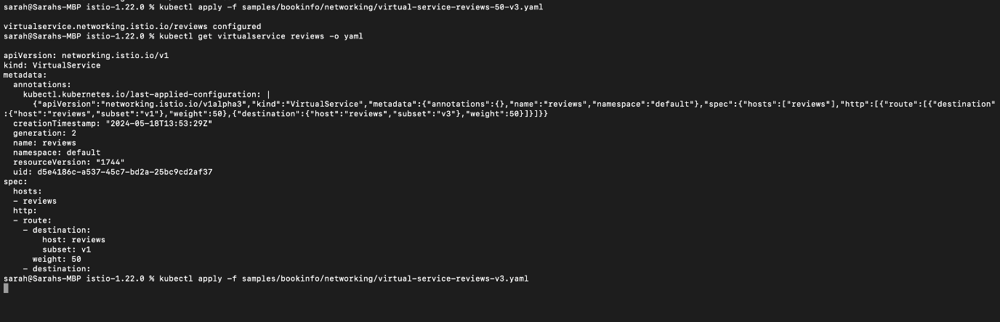 sarah@Sarahs-MBP istio-1.22.0 % kubectl apply -f samples/bookinfo/networking/virtual-service-reviews-50-v3.yaml
virtualservice.networking.istio.io/reviews configured
sarah@Sarahs-MBP istio-1.22.0 % kubectl get virtualservice reviews -o yaml
apiVersion: networking.istio.io/v1
kind: VirtualService
metadata:
  annotations:
    kubectl.kubernetes.io/last-applied-configuration: |
      {"apiVersion":"networking.istio.io/v1alpha3","kind":"VirtualService","metadata":{"annotations":{},"name":"reviews","namespace":"default"},"spec":{"hosts":["reviews"],"http":[{"route":[{"destination"
:{"host":"reviews","subset":"v1"},"weight":50},{"destination":{"host":"reviews","subset":"v3"},"weight":50}]}]}}
  creationTimestamp: "2024-05-18T13:53:29Z"
  generation: 2
  name: reviews
  namespace: default
  resourceVersion: "1744"
  uid: d5e4186c-a537-45c7-bd2a-25bc9cd2af37
spec:
  hosts:
  - reviews
  http:
  - route:
    - destination:
        host: reviews
        subset: v1
      weight: 50
    - destination:
sarah@Sarahs-MBP istio-1.22.0 % kubectl apply -f samples/bookinfo/networking/virtual-service-reviews-v3.yaml